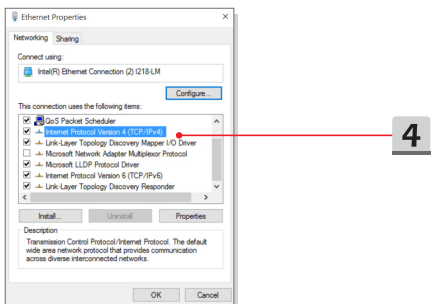 Ethernet Properties
Networking Sharing
Connect using:
Intel(R) Ethernet Connection (2) I218-LM
Configure...
This connection uses the following items:
QoS Packet Scheduler
Internet Protocol Version 4 (TCP/IPv4)
Link-Layer Topology Discovery Mapper I/O Driver
Microsoft Network Adapter Multiplexor Protocol
Microsoft LLDP Protocol Driver
Internet Protocol Version 6 (TCP/IPv6)
Link-Layer Topology Discovery Responder
Install... Uninstall Properties
Description
Transmission Control Protocol/Internet Protocol. The default
wide area network protocol that provides communication
across diverse interconnected networks.
OK Cancel
4